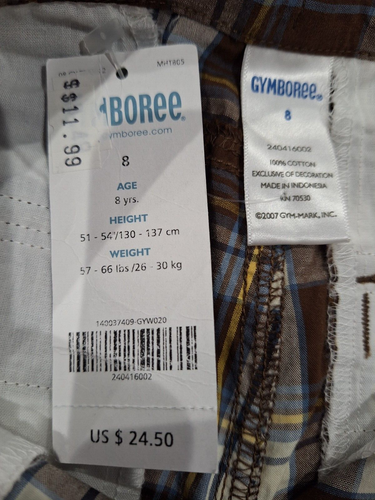 MH1805
$$11.99
MBOREE®
ymboree.com
8
AGE
8 yrs.
HEIGHT
51 - 54"/130 - 137 cm
WEIGHT
57 - 66 lbs /26 - 30 kg
140037409-GYW020
240416002
US $ 24.50
GYMBOREE®
8
240416002
100% COTTON
EXCLUSIVE OF DECORATION
MADE IN INDONESIA
RN 70530
©2007 GYM-MARK, INC.